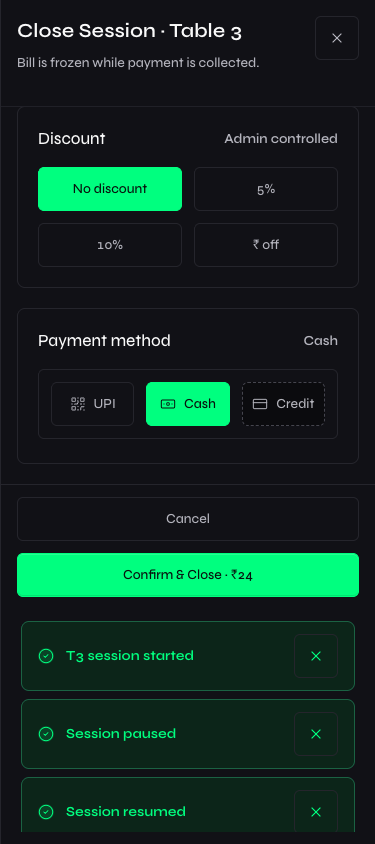 Close Session · Table 3
Bill is frozen while payment is collected.
Discount
Admin controlled
No discount
5%
10%
₹ off
Payment method
Cash
UPI
Cash
Credit
Cancel
Confirm & Close · ₹24
T3 session started
Session paused
Session resumed